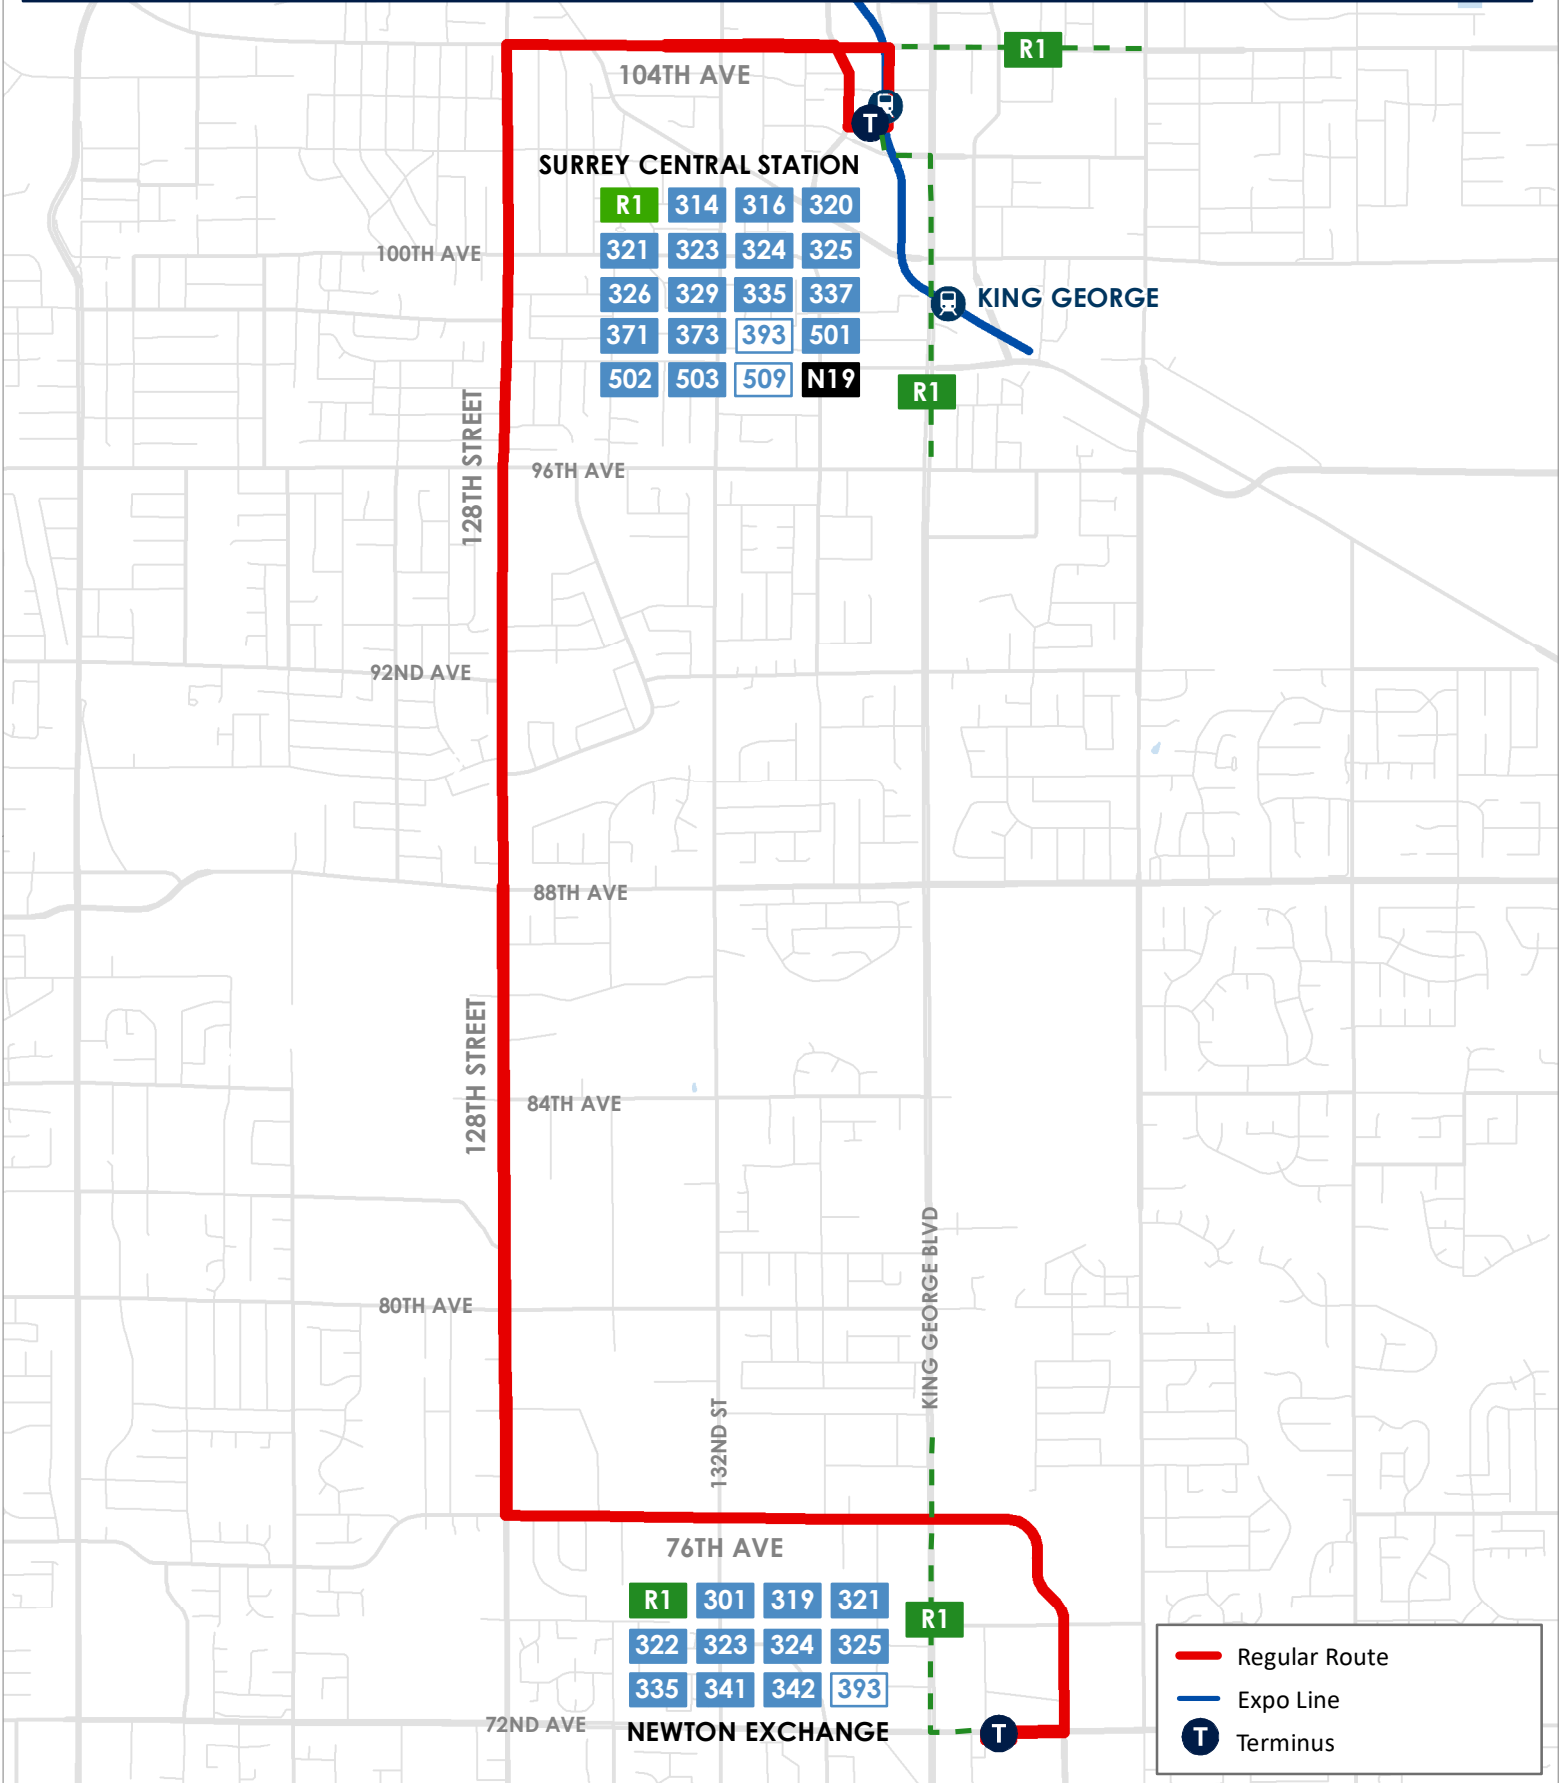 R1
104TH AVE
T
SURREY CENTRAL STATION
R1 314 316 320
321 323 324 325
326 329 335 337
371 373 393 501
502 503 509 N19
100TH AVE
KING GEORGE
R1
128TH STREET
96TH AVE
92ND AVE
88TH AVE
128TH STREET
84TH AVE
KING GEORGE BLVD
80TH AVE
132ND ST
76TH AVE
R1 301 319 321
322 323 324 325
335 341 342 393
NEWTON EXCHANGE
R1
72ND AVE
T
Regular Route
Expo Line
T Terminus